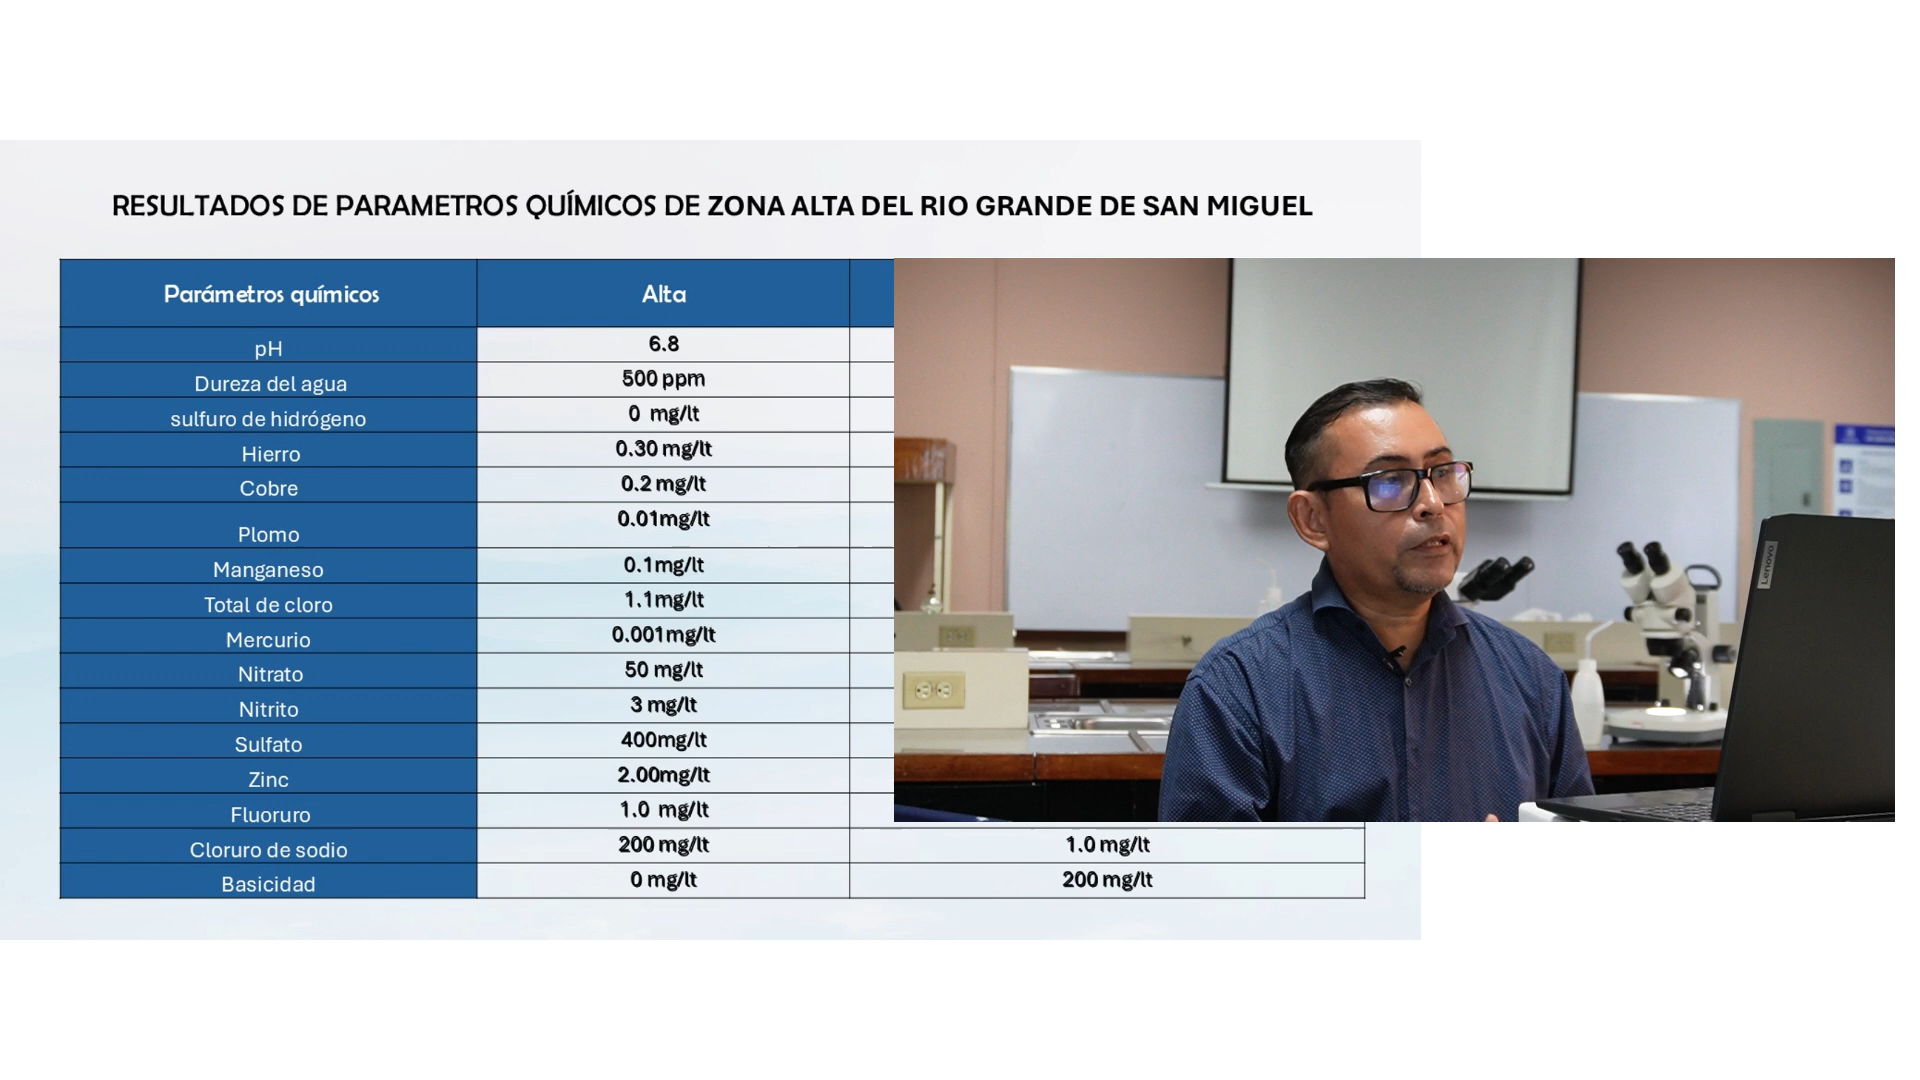 RESULTADOS DE PARAMETROS QUÍMICOS DE ZONA ALTA DEL RIO GRANDE DE SAN MIGUEL
Parámetros químicos Alta
pH 6.8
Dureza del agua 500 ppm
sulfuro de hidrógeno 0 mg/lt
Hierro 0.30 mg/lt
Cobre 0.2 mg/lt
Plomo 0.01mg/lt
Manganeso 0.1mg/lt
Total de cloro 1.1mg/lt
Mercurio 0.001mg/lt
Nitrato 50 mg/lt
Nitrito 3 mg/lt
Sulfato 400mg/lt
Zinc 2.00mg/lt
Fluoruro 1.0 mg/lt
Cloruro de sodio 200 mg/lt 1.0 mg/lt
Basicidad 0 mg/lt 200 mg/lt
Lenovo